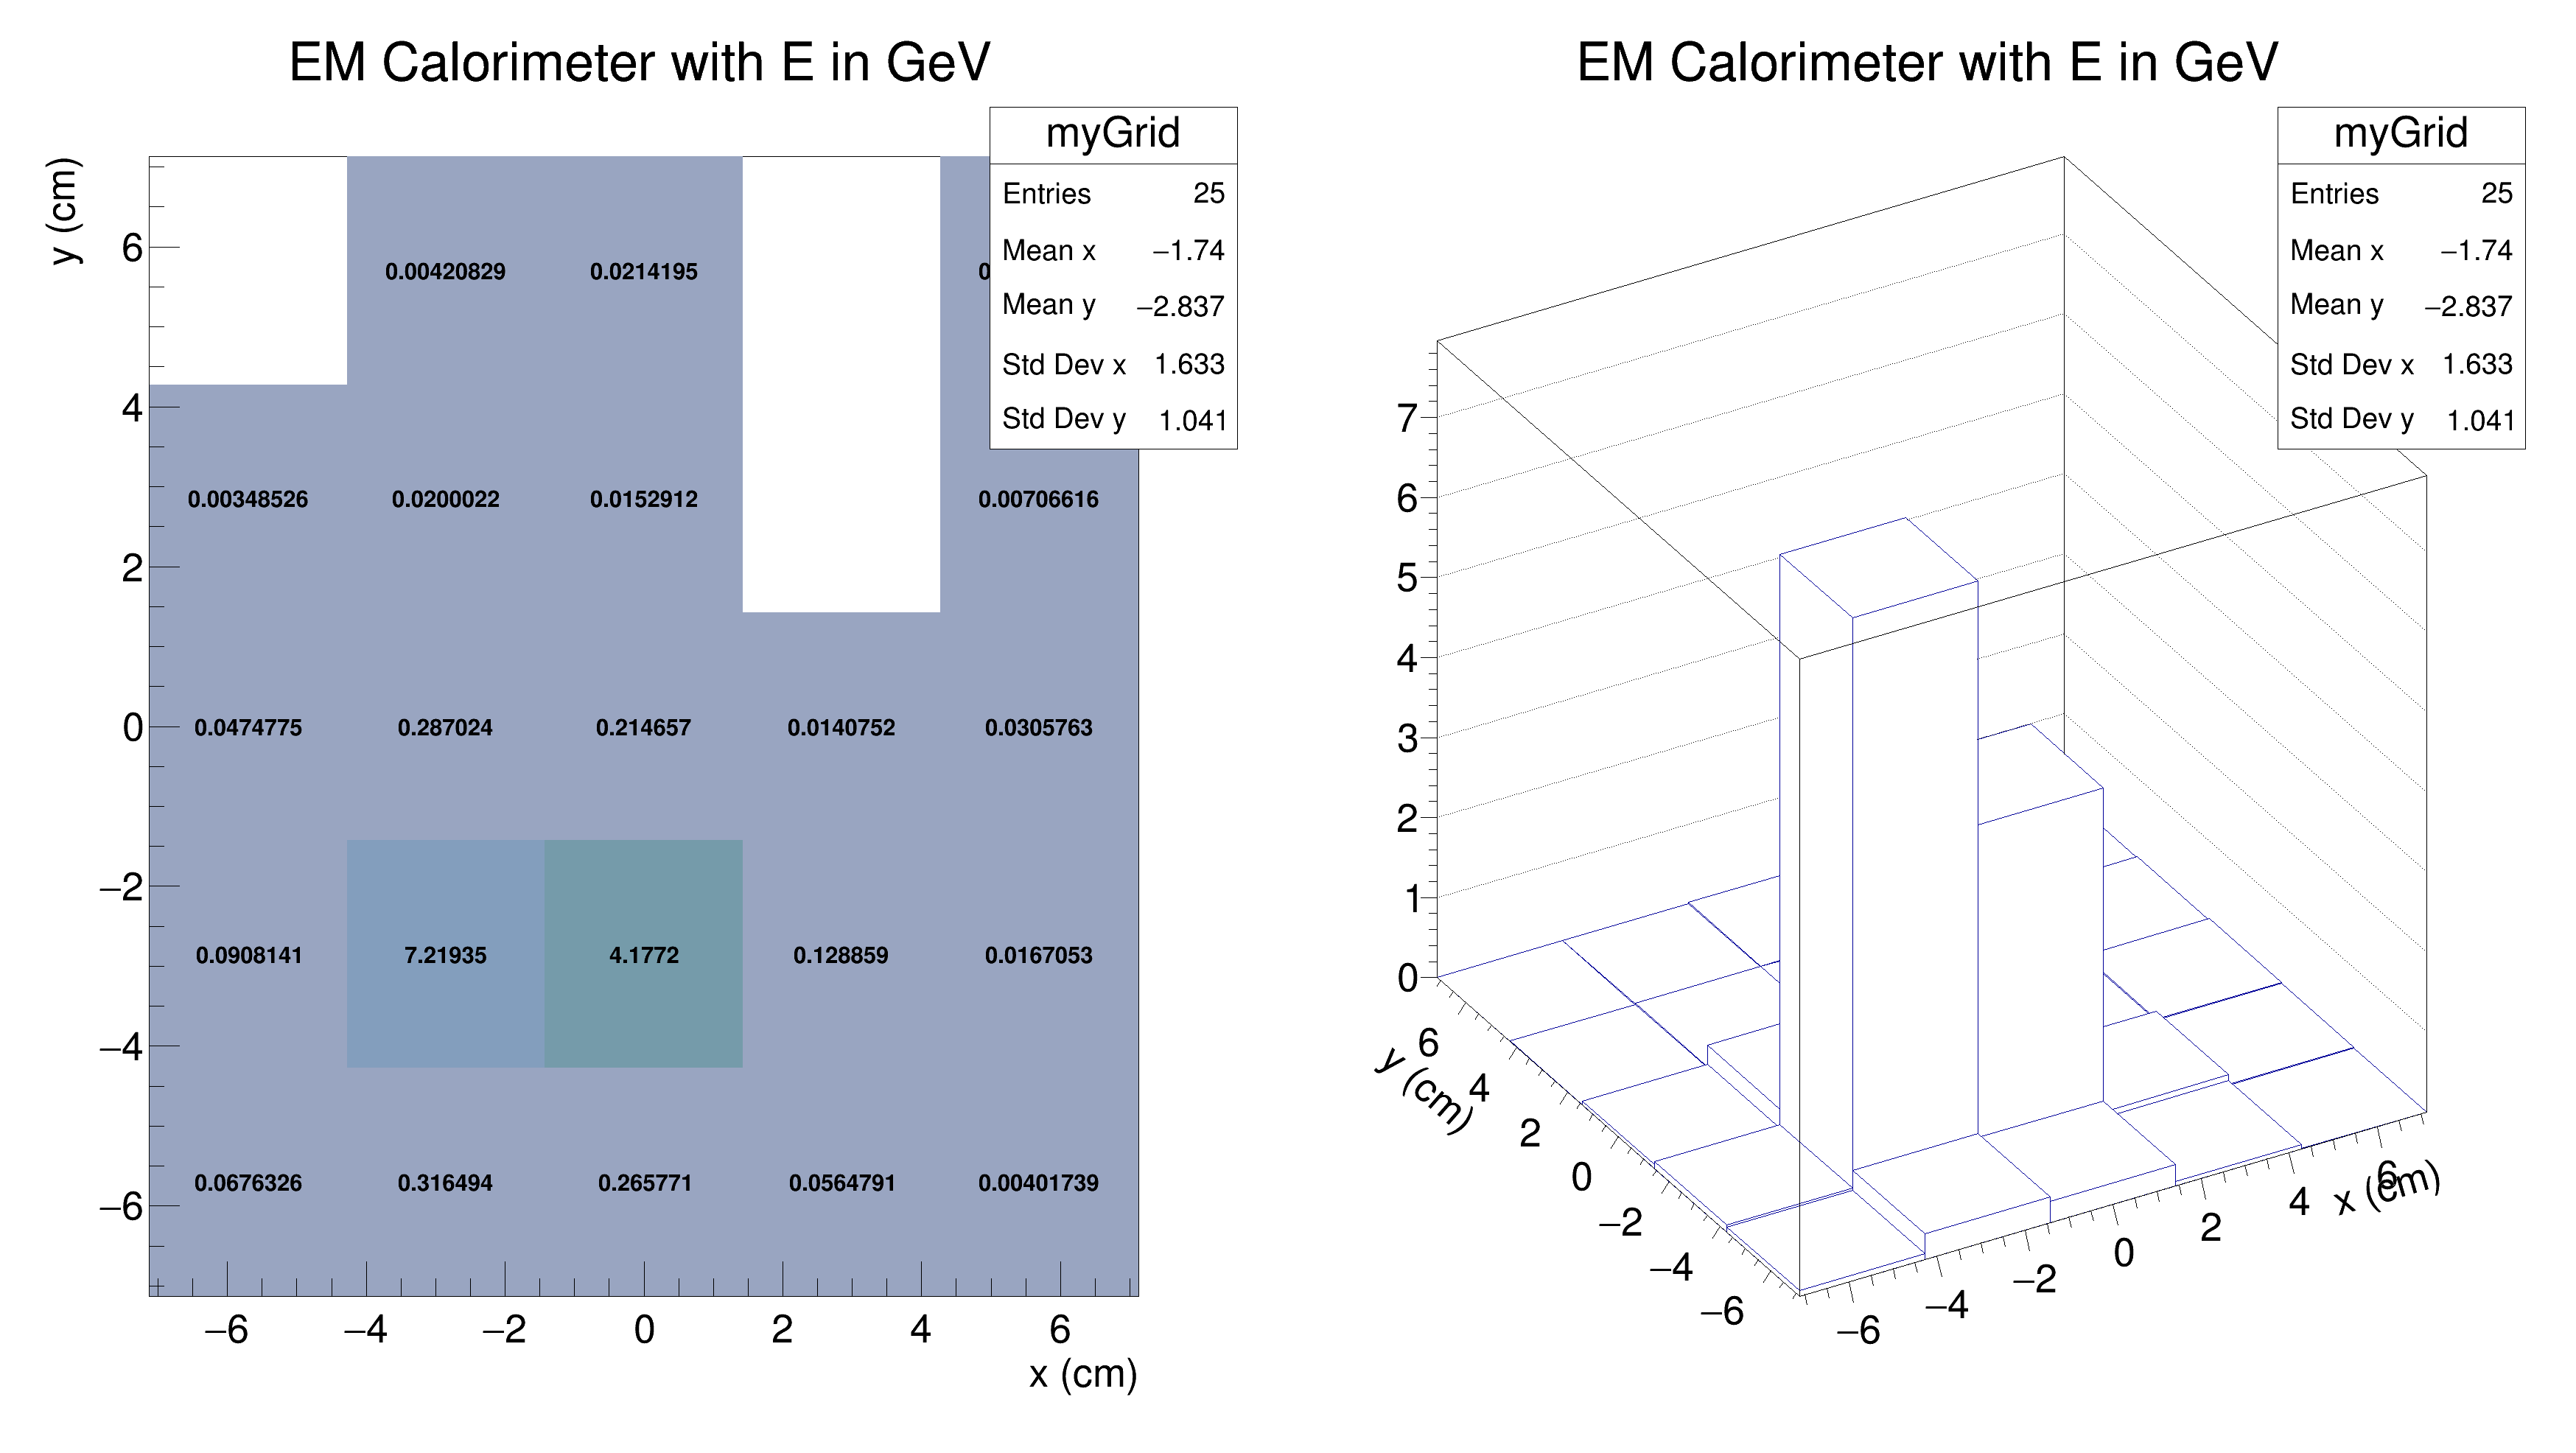 EM Calorimeter with E in GeV
myGrid
Entries 25
Mean x −1.74
Mean y −2.837
Std Dev x 1.633
Std Dev y 1.041
y (cm)
6
4
2
0
−2
−4
−6
0.00420829 0.0214195
0.00348526 0.0200022 0.0152912 0.00706616
0.0474775 0.287024 0.214657 0.0140752 0.0305763
0.0908141 7.21935 4.1772 0.128859 0.0167053
0.0676326 0.316494 0.265771 0.0564791 0.00401739
−6 −4 −2 0 2 4 6
x (cm)
EM Calorimeter with E in GeV
myGrid
Entries 25
Mean x −1.74
Mean y −2.837
Std Dev x 1.633
Std Dev y 1.041
7
6
5
4
3
2
1
0
y (cm)
6
4
2
0
−2
−4
−6
−6
−4
−2
0
2
4
6
x (cm)